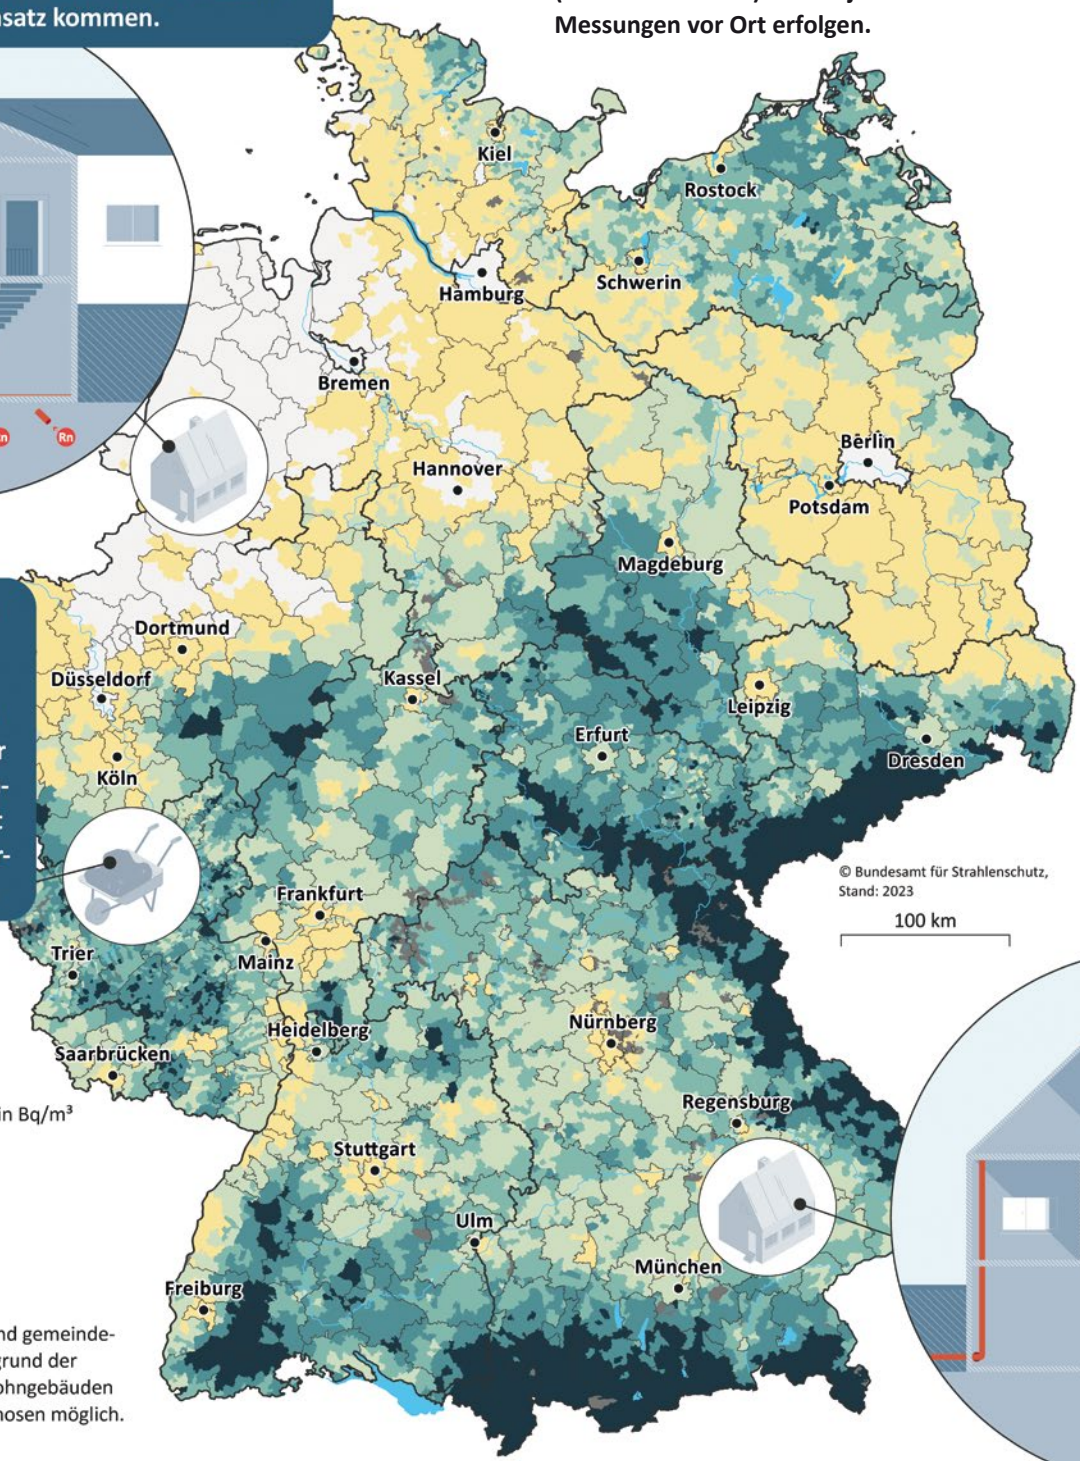 nsatz kommen.
Messungen vor Ort erfolgen.
Kiel
Rostock
Schwerin
Hamburg
Bremen
Berlin
Hannover
Potsdam
Rn
Magdeburg
Dortmund
Düsseldorf
Kassel
Leipzig
Erfurt
Dresden
Köln
r
-
t
r-
© Bundesamt für Strahlenschutz,
Stand: 2023
100 km
Frankfurt
Trier
Mainz
Nürnberg
Heidelberg
Saarbrücken
in Bq/m³
Regensburg
Stuttgart
Ulm
München
Freiburg
nd gemeinde-
grund der
ohngebäuden
nosen möglich.